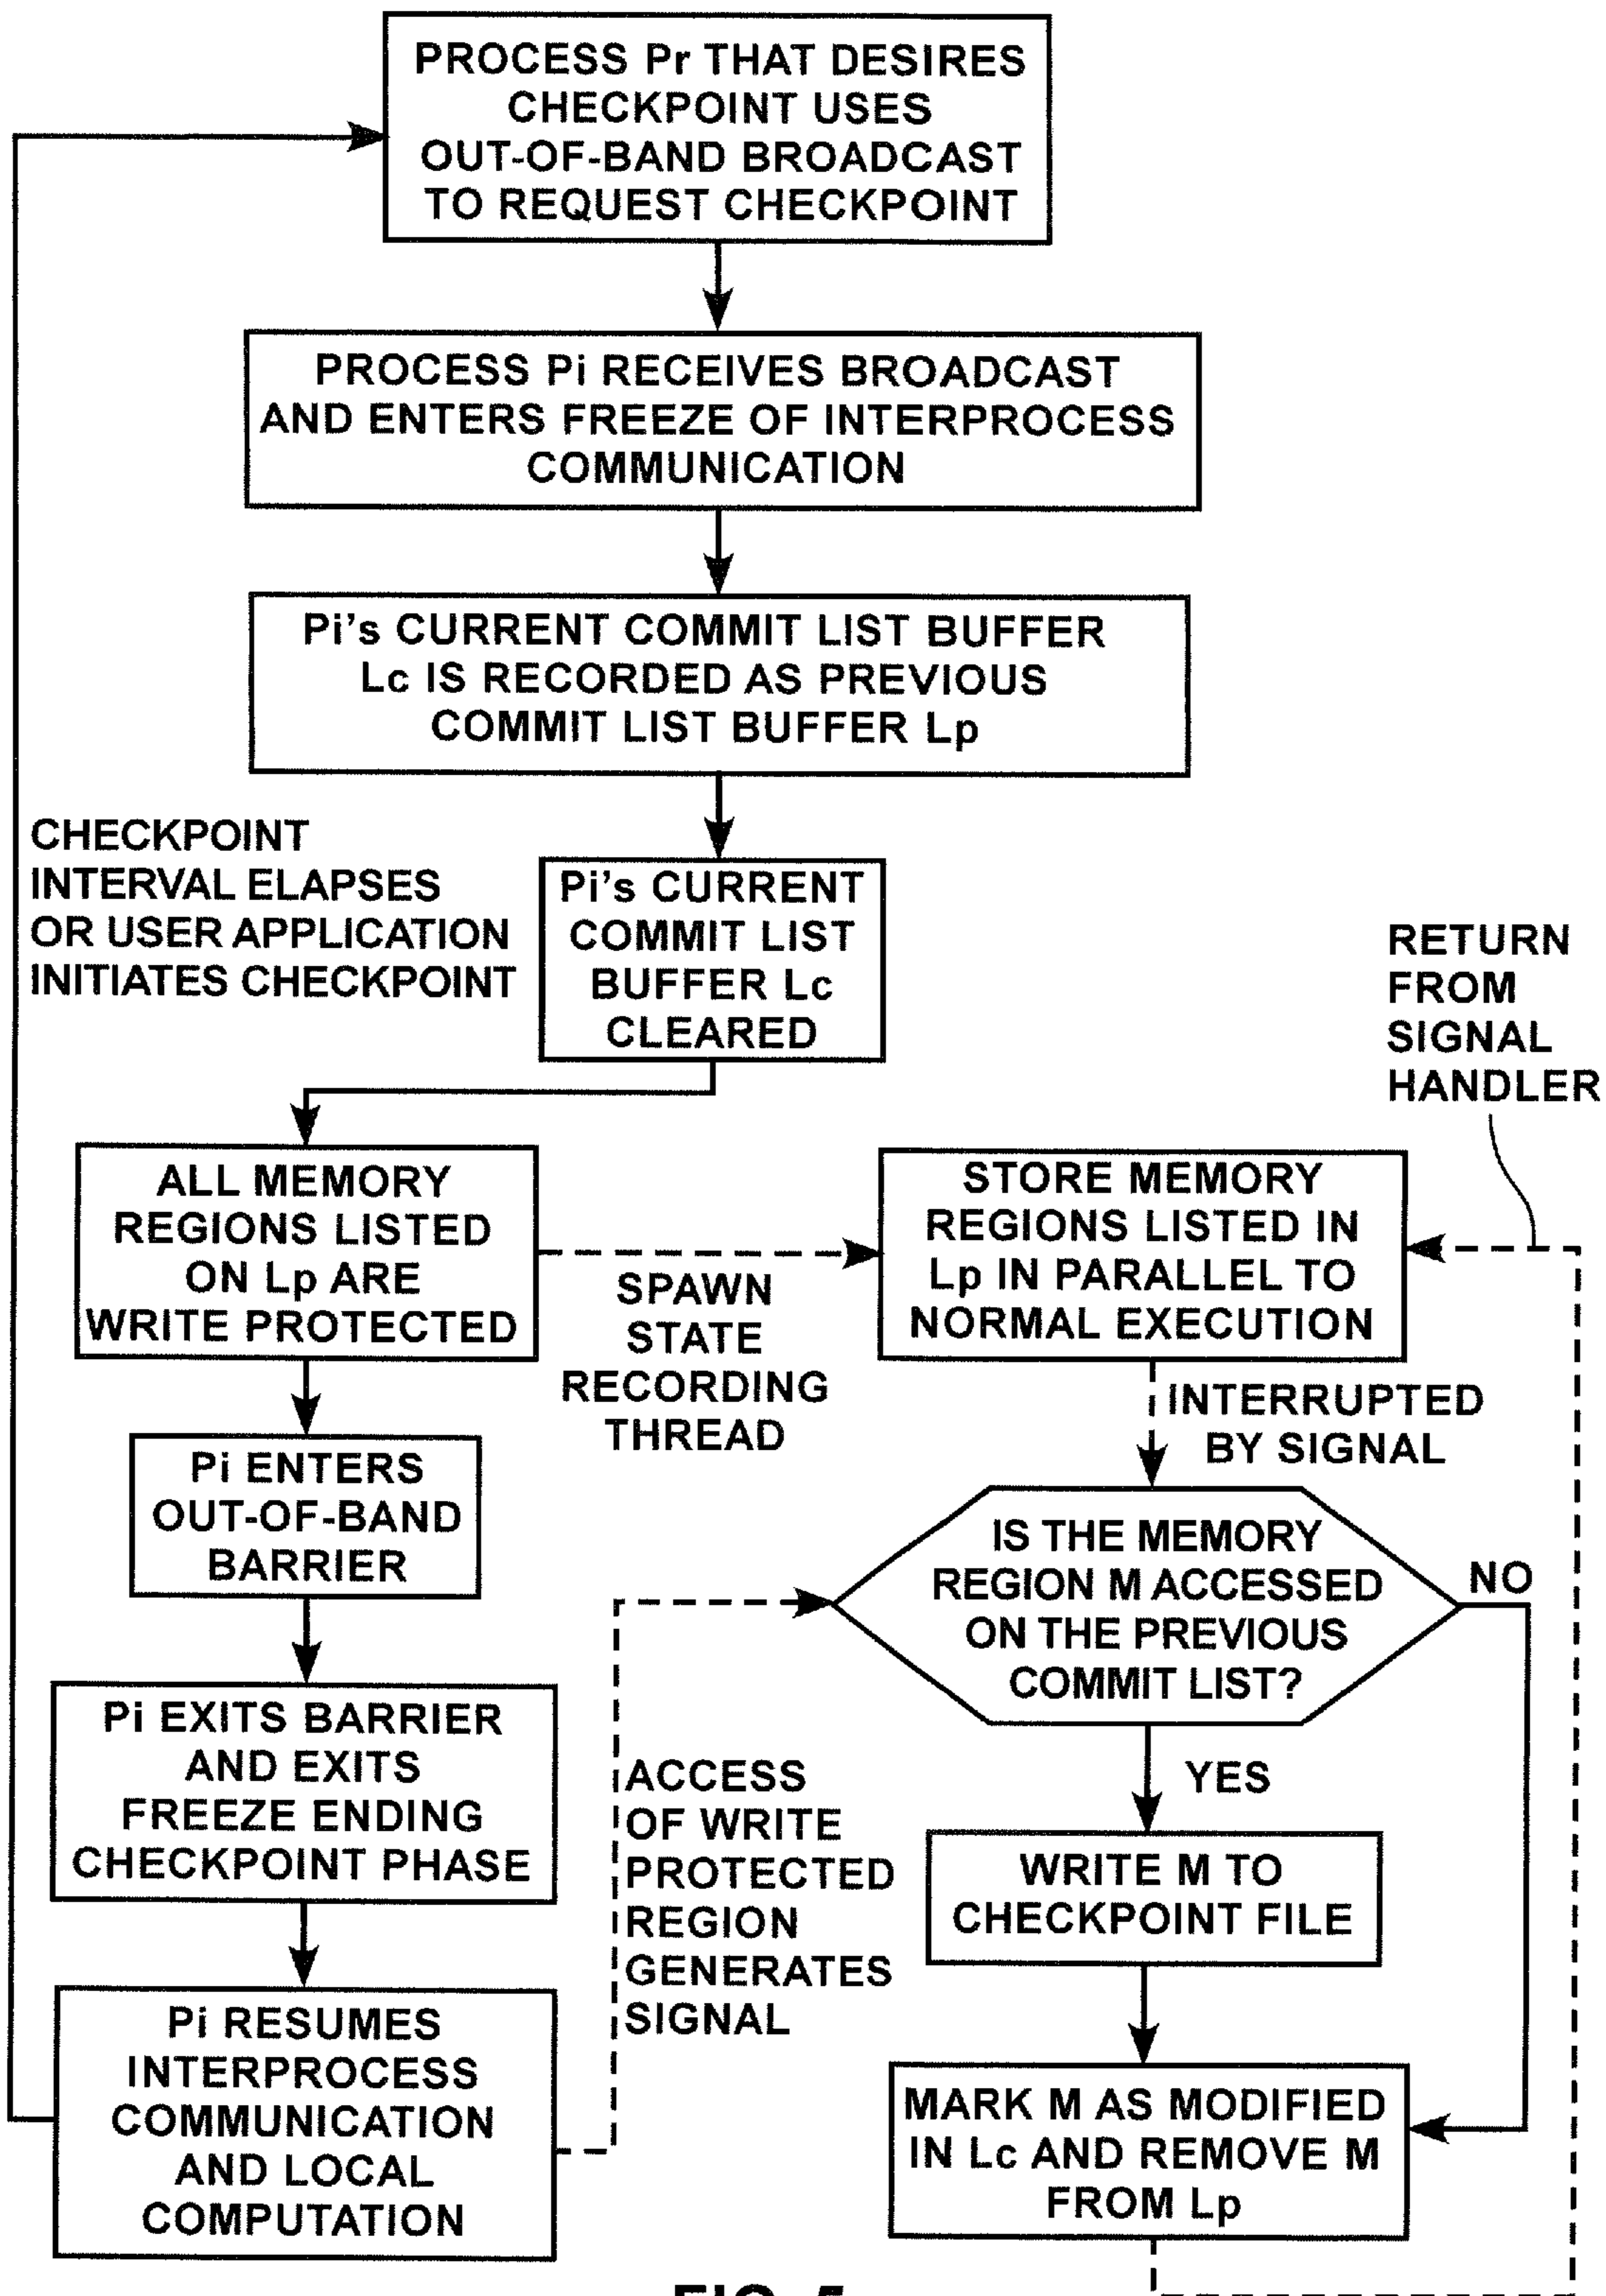 PROCESS Pr THAT DESIRES
CHECKPOINT USES
OUT-OF-BAND BROADCAST
TO REQUEST CHECKPOINT
PROCESS Pi RECEIVES BROADCAST
AND ENTERS FREEZE OF INTERPROCESS
COMMUNICATION
Pi's CURRENT COMMIT LIST BUFFER
Lc IS RECORDED AS PREVIOUS
COMMIT LIST BUFFER Lp
CHECKPOINT
INTERVAL ELAPSES
OR USER APPLICATION
INITIATES CHECKPOINT
Pi's CURRENT
COMMIT LIST
BUFFER Lc
CLEARED
RETURN
FROM
SIGNAL
HANDLER
ALL MEMORY
REGIONS LISTED
ON Lp ARE
WRITE PROTECTED
SPAWN
STATE
RECORDING
THREAD
STORE MEMORY
REGIONS LISTED IN
Lp IN PARALLEL TO
NORMAL EXECUTION
INTERRUPTED
BY SIGNAL
Pi ENTERS
OUT-OF-BAND
BARRIER
IS THE MEMORY
REGION M ACCESSED
ON THE PREVIOUS
COMMIT LIST?
NO
YES
Pi EXITS BARRIER
AND EXITS
FREEZE ENDING
CHECKPOINT PHASE
ACCESS
OF WRITE
PROTECTED
REGION
GENERATES
SIGNAL
WRITE M TO
CHECKPOINT FILE
Pi RESUMES
INTERPROCESS
COMMUNICATION
AND LOCAL
COMPUTATION
MARK M AS MODIFIED
IN Lc AND REMOVE M
FROM Lp